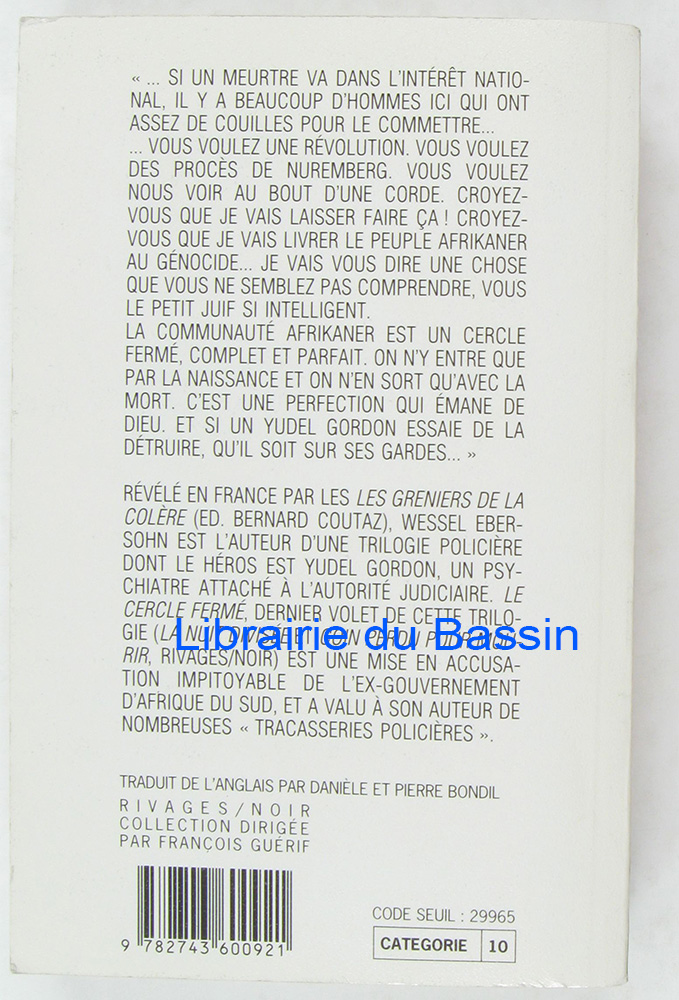 « ... SI UN MEURTRE VA DANS L'INTÉRÊT NATIO-
NAL, IL Y A BEAUCOUP D'HOMMES ICI QUI ONT
ASSEZ DE COUILLES POUR LE COMMETTRE...
... VOUS VOULEZ UNE RÉVOLUTION. VOUS VOULEZ
DES PROCÈS DE NUREMBERG. VOUS VOULEZ
NOUS VOIR AU BOUT D'UNE CORDE. CROYEZ-
VOUS QUE JE VAIS LAISSER FAIRE ÇA ! CROYEZ-
VOUS QUE JE VAIS LIVRER LE PEUPLE AFRIKANER
AU GÉNOCIDE... JE VAIS VOUS DIRE UNE CHOSE
QUE VOUS NE SEMBLEZ PAS COMPRENDRE, VOUS
LE PETIT JUIF SI INTELLIGENT.
LA COMMUNAUTÉ AFRIKANER EST UN CERCLE
FERMÉ, COMPLET ET PARFAIT. ON N'Y ENTRE QUE
PAR LA NAISSANCE ET ON N'EN SORT QU'AVEC LA
MORT. C'EST UNE PERFECTION QUI ÉMANE DE
DIEU. ET SI UN YUDEL GORDON ESSAIE DE LA
DÉTRUIRE, QU'IL SOIT SUR SES GARDES... »
RÉVÉLÉ EN FRANCE PAR LES LES GRENIERS DE LA
COLÈRE (ED. BERNARD COUTAZ), WESSEL EBER-
SOHN EST L'AUTEUR D'UNE TRILOGIE POLICIÈRE
DONT LE HÉROS EST YUDEL GORDON, UN PSY-
CHIATRE ATTACHÉ À L'AUTORITÉ JUDICIAIRE. LE
CERCLE FERMÉ, DERNIER VOLET DE CETTE TRILO-
GIE (LA NUIT DIVISÉE ET COIN PERDU POUR MOU-
Librairie du Bassin
RIR, RIVAGES/NOIR) EST UNE MISE EN ACCUSA-
TION IMPITOYABLE DE L'EX-GOUVERNEMENT
D'AFRIQUE DU SUD, ET A VALU À SON AUTEUR DE
NOMBREUSES « TRACASSERIES POLICIÈRES ».
TRADUIT DE L'ANGLAIS PAR DANIÈLE ET PIERRE BONDIL
RIVAGES/NOIR
COLLECTION DIRIGÉE
PAR FRANÇOIS GUÉRIF
CODE SEUIL : 29965
CATEGORIE 10
9 782743 600921